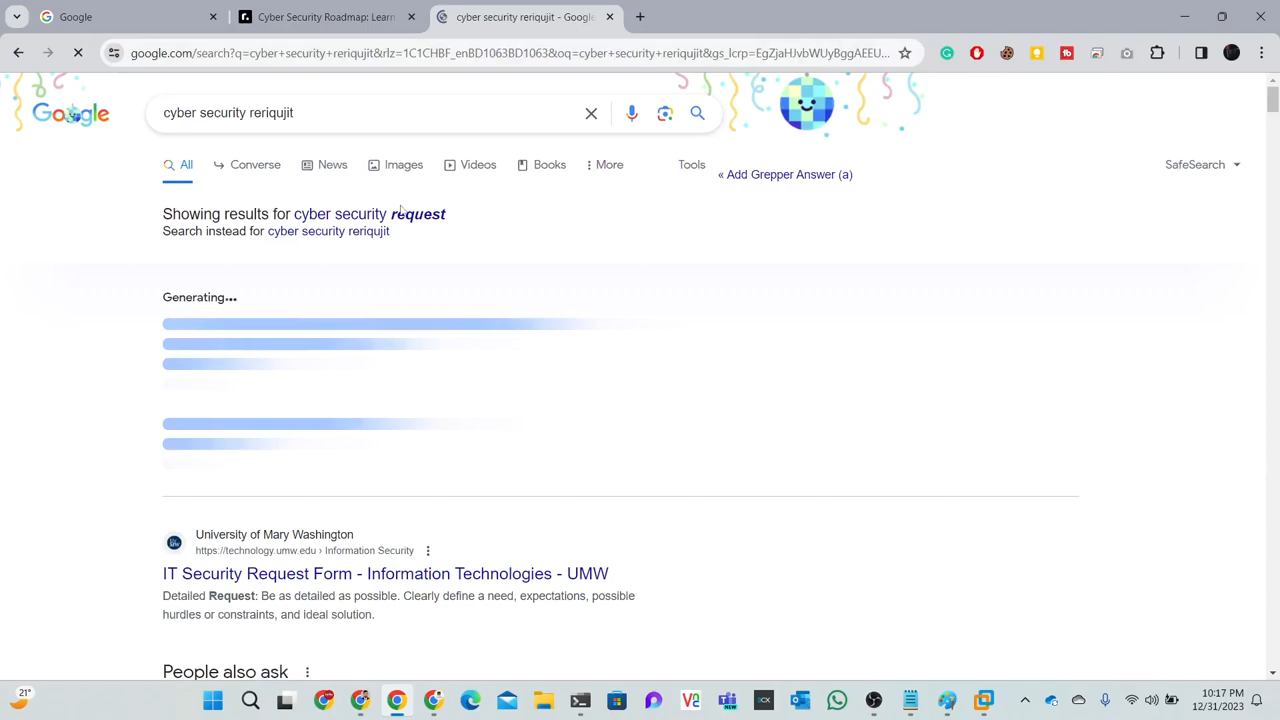 Google
Cyber Security Roadmap: Learn
cyber security reriqujit - Google
google.com/search?q=cyber+security+reriqujit&rlz=1C1CHBF_enBD1063BD1063&oq=cyber+security+reriqujit&gs_lcrp=EgZjaHJvbWUyBggAEEU...
Google
cyber security reriqujit
All
Converse
News
Images
Videos
Books
More
Tools
« Add Grepper Answer (a)
SafeSearch
Showing results for cyber security request
Search instead for cyber security reriqujit
Generating...
University of Mary Washington
https://technology.umw.edu › Information Security
IT Security Request Form - Information Technologies - UMW
Detailed Request: Be as detailed as possible. Clearly define a need, expectations, possible
hurdles or constraints, and ideal solution.
People also ask
21°
10:17 PM
12/31/2023